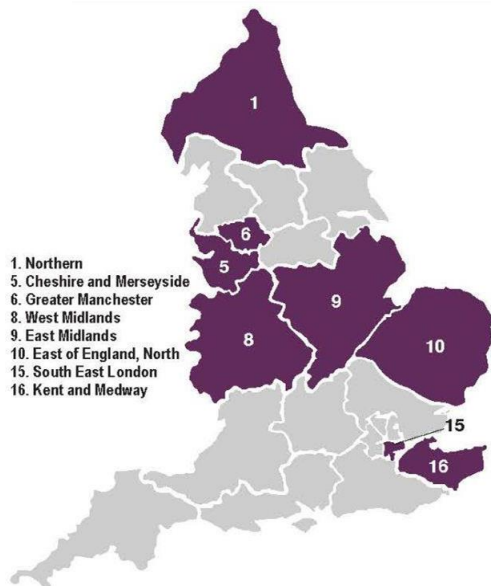 1
6
1. Northern
5. Cheshire and Merseyside
6. Greater Manchester
8. West Midlands
9. East Midlands
10. East of England, North
15. South East London
16. Kent and Medway
5
9
8
10
15
16